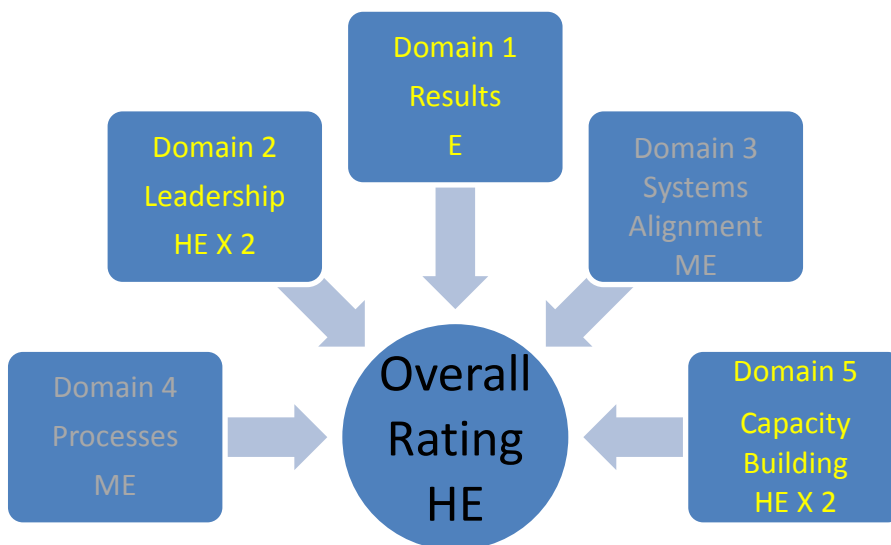 Domain 1
Results
E
Domain 2
Leadership
HE X 2
Domain 3
Systems
Alignment
ME
Domain 4
Processes
ME
Overall
Rating
HE
Domain 5
Capacity
Building
HE X 2